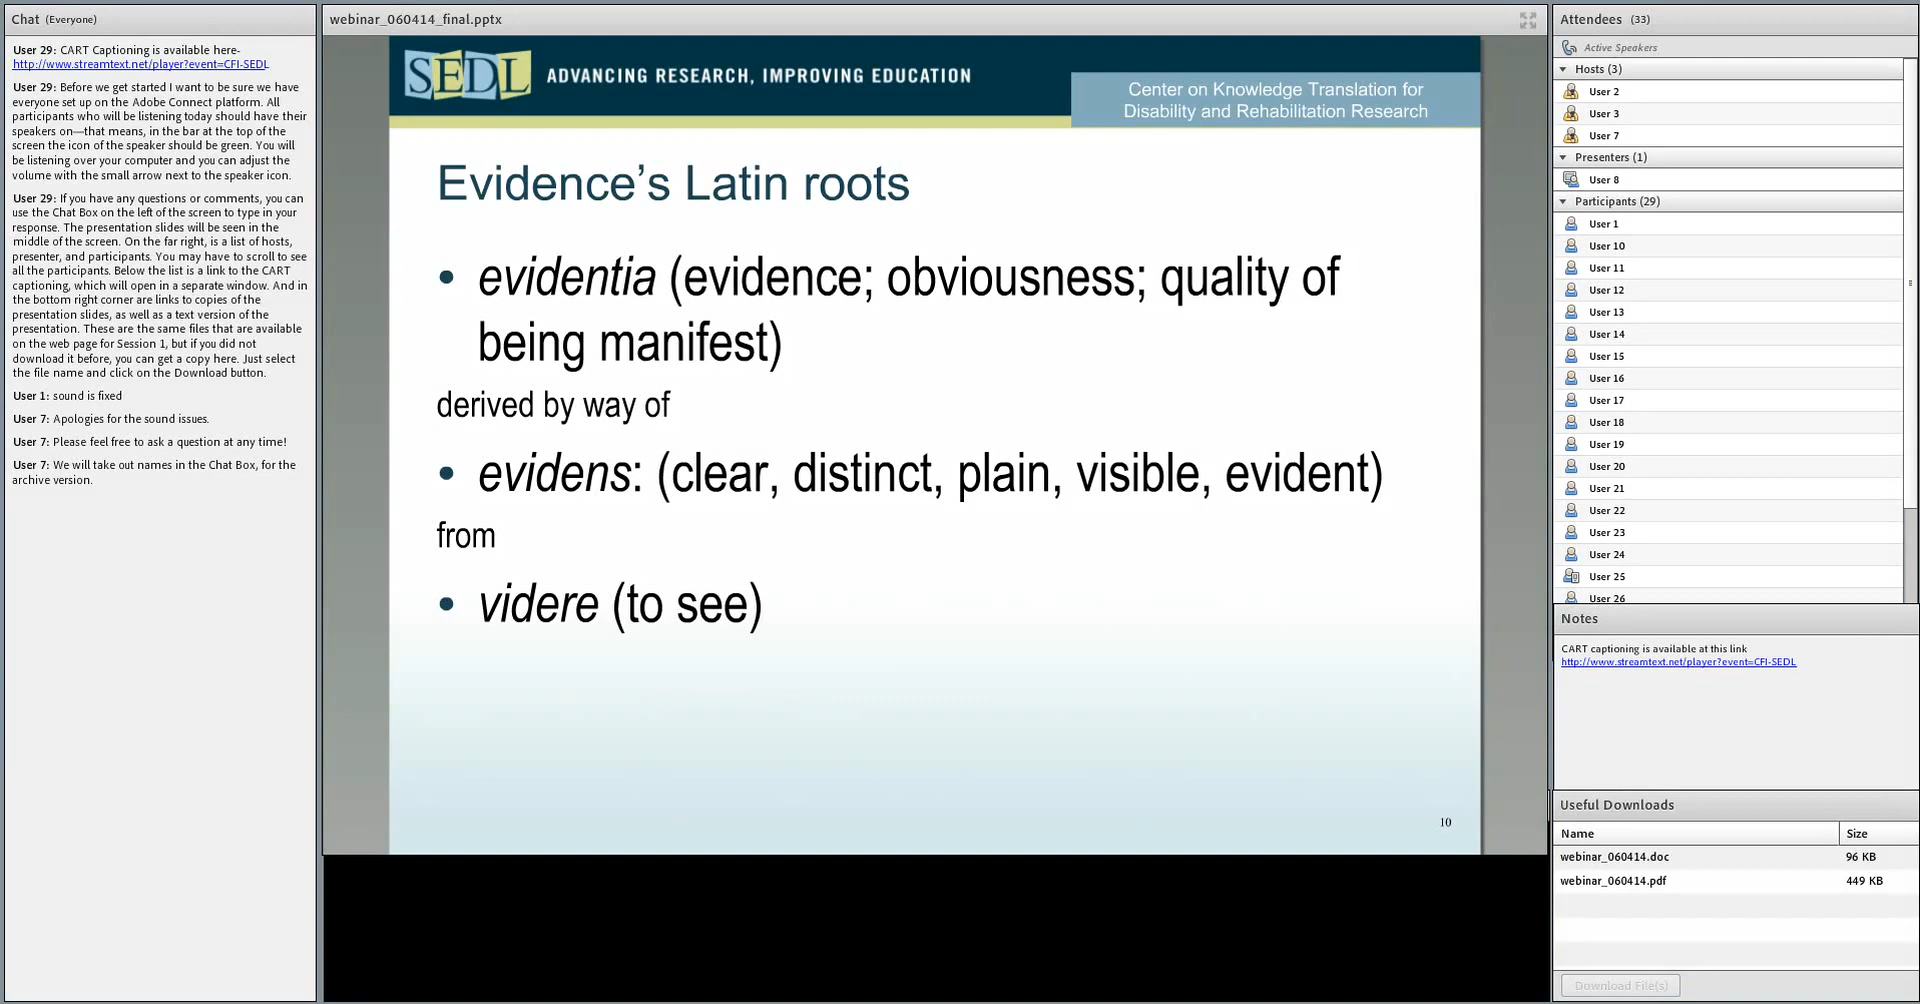 Chat (Everyone)
User 29: CART Captioning is available here-
http://www.streamtext.net/player?event=CFI-SEDL
User 29: Before we get started I want to be sure we have
everyone set up on the Adobe Connect platform. All
participants who will be listening today should have their
speakers on—that means, in the bar at the top of the
screen the icon of the speaker should be green. You will
be listening over your computer and you can adjust the
volume with the small arrow next to the speaker icon.
User 29: If you have any questions or comments, you can
use the Chat Box on the left of the screen to type in your
response. The presentation slides will be seen in the
middle of the screen. On the far right, is a list of hosts,
presenter, and participants. You may have to scroll to see
all the participants. Below the list is a link to the CART
captioning, which will open in a separate window. And in
the bottom right corner are links to copies of the
presentation slides, as well as a text version of the
presentation. These are the same files that are available
on the web page for Session 1, but if you did not
download it before, you can get a copy here. Just select
the file name and click on the Download button.
User 1: sound is fixed
User 7: Apologies for the sound issues.
User 7: Please feel free to ask a question at any time!
User 7: We will take out names in the Chat Box, for the
archive version.
webinar_060414_final.pptx
SEDL ADVANCING RESEARCH, IMPROVING EDUCATION
Center on Knowledge Translation for
Disability and Rehabilitation Research
Evidence’s Latin roots
• evidentia (evidence; obviousness; quality of
being manifest)
derived by way of
• evidens: (clear, distinct, plain, visible, evident)
from
• videre (to see)
10
Attendees (33)
Active Speakers
Hosts (3)
User 2
User 3
User 7
Presenters (1)
User 8
Participants (29)
User 1
User 10
User 11
User 12
User 13
User 14
User 15
User 16
User 17
User 18
User 19
User 20
User 21
User 22
User 23
User 24
User 25
User 26
Notes
CART captioning is available at this link
http://www.streamtext.net/player?event=CFI-SEDL
Useful Downloads
Name Size
webinar_060414.doc 96 KB
webinar_060414.pdf 449 KB
Download File(s)